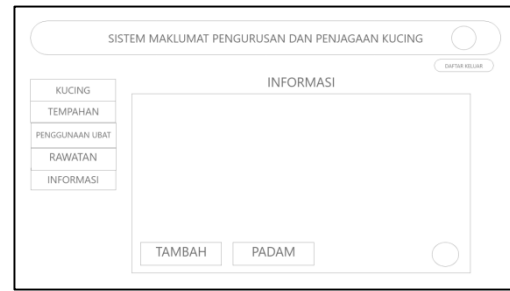 SISTEM MAKLUMAT PENGURUSAN DAN PENJAGAAN KUCING
DAFTAR KELUAR
INFORMASI
KUCING
TEMPAHAN
PENGGUNAAN UBAT
RAWATAN
INFORMASI
TAMBAH
PADAM